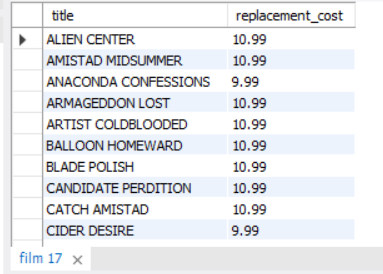 title replacement_cost
ALIEN CENTER 10.99
AMISTAD MIDSUMMER 10.99
ANACONDA CONFESSIONS 9.99
ARMAGEDDON LOST 10.99
ARTIST COLDBLOODED 10.99
BALLOON HOMEWARD 10.99
BLADE POLISH 10.99
CANDIDATE PERDITION 10.99
CATCH AMISTAD 10.99
CIDER DESIRE 9.99
film 17